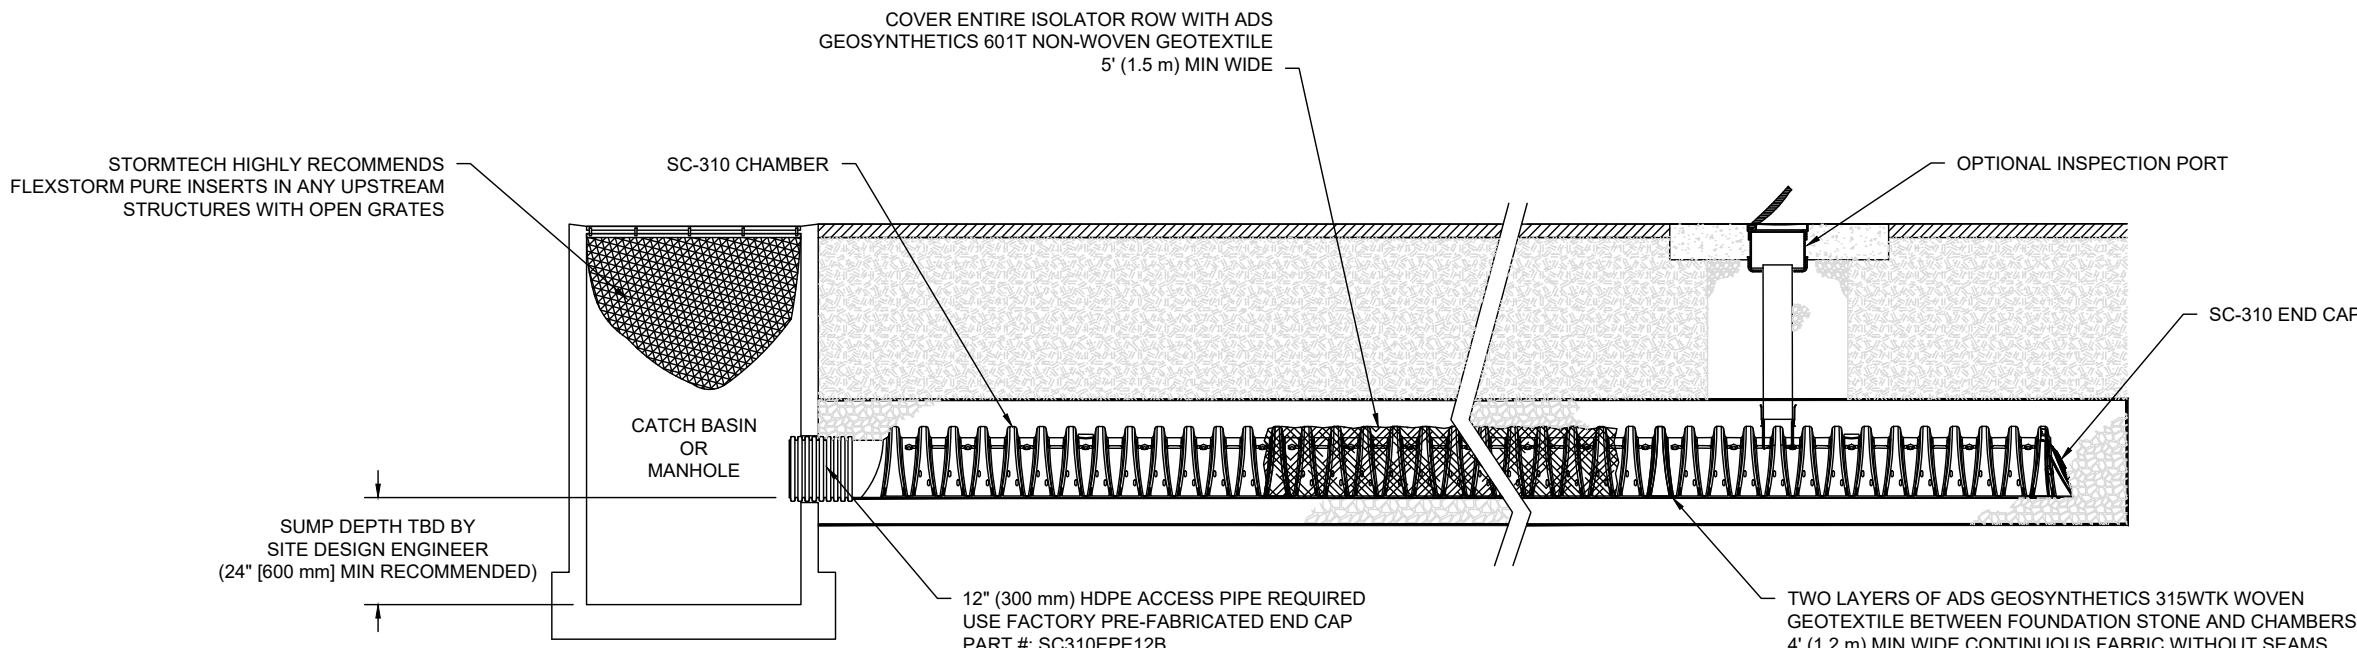 COVER ENTIRE ISOLATOR ROW WITH ADS
GEOSYNTHETICS 601T NON-WOVEN GEOTEXTILE
5' (1.5 m) MIN WIDE
STORMTECH HIGHLY RECOMMENDS
FLEXSTORM PURE INSERTS IN ANY UPSTREAM
STRUCTURES WITH OPEN GRATES
SC-310 CHAMBER
OPTIONAL INSPECTION PORT
SC-310 END CAP
CATCH BASIN
OR
MANHOLE
SUMP DEPTH TBD BY
SITE DESIGN ENGINEER
(24" [600 mm] MIN RECOMMENDED)
12" (300 mm) HDPE ACCESS PIPE REQUIRED
USE FACTORY PRE-FABRICATED END CAP
PART #: SC310EPE12B
TWO LAYERS OF ADS GEOSYNTHETICS 315WTK WOVEN
GEOTEXTILE BETWEEN FOUNDATION STONE AND CHAMBERS
4' (1.2 m) MIN WIDE CONTINUOUS FABRIC WITHOUT SEAMS